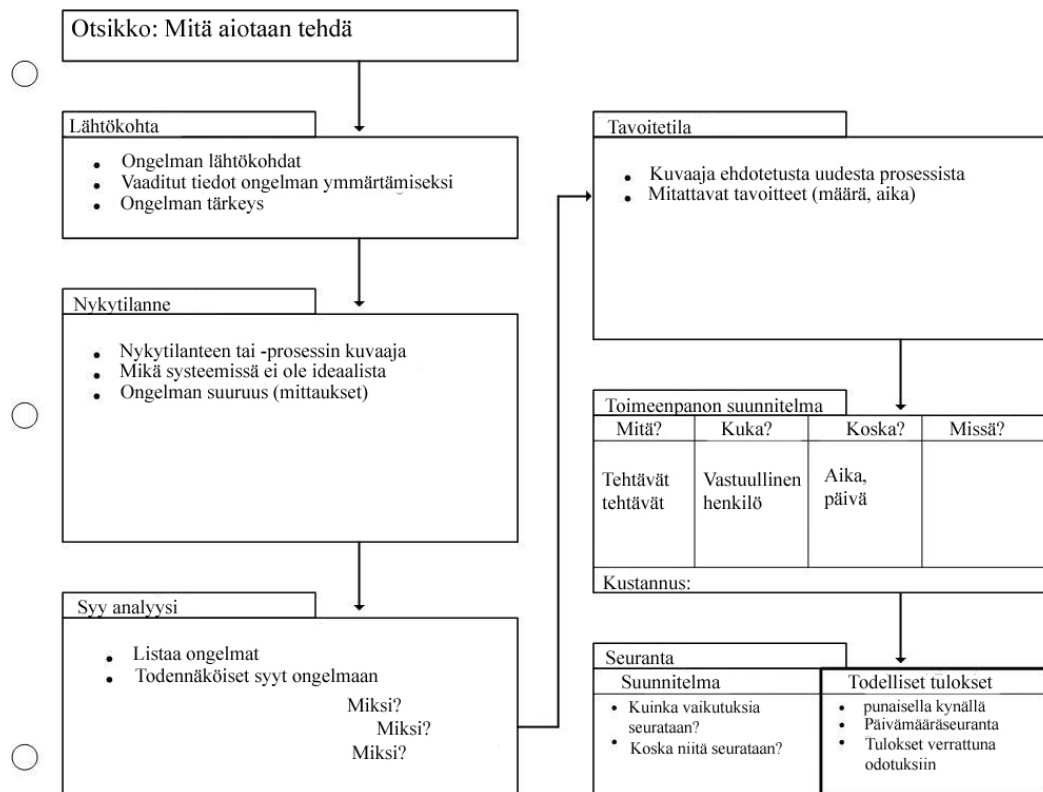 Otsikko: Mitä aiotaan tehdä
Lähtökohta
• Ongelman lähtökohdat
• Vaaditut tiedot ongelman ymmärtämiseksi
• Ongelman tärkeys
Nykytilanne
• Nykytilanteen tai -prosessin kuvaaja
• Mikä systeemissä ei ole ideaalista
• Ongelman suuruus (mittaukset)
Syy analyysi
• Listaa ongelmat
• Todennäköiset syyt ongelmaan
Miksi?
Miksi?
Miksi?
Tavoitetila
• Kuvaaja ehdotetusta uudesta prosessista
• Mitattavat tavoitteet (määrä, aika)
Toimeenpanon suunnitelma
Mitä? Kuka? Koska? Missä?
Tehtävät
tehtävät
Vastuullinen
henkilö
Aika,
päivä
Kustannus:
Seuranta
Suunnitelma
• Kuinka vaikutuksia
seurataan?
• Koska niitä seurataan?
Todelliset tulokset
• punaisella kynällä
• Päivämääräseuranta
• Tulokset verrattuna
odotuksiin